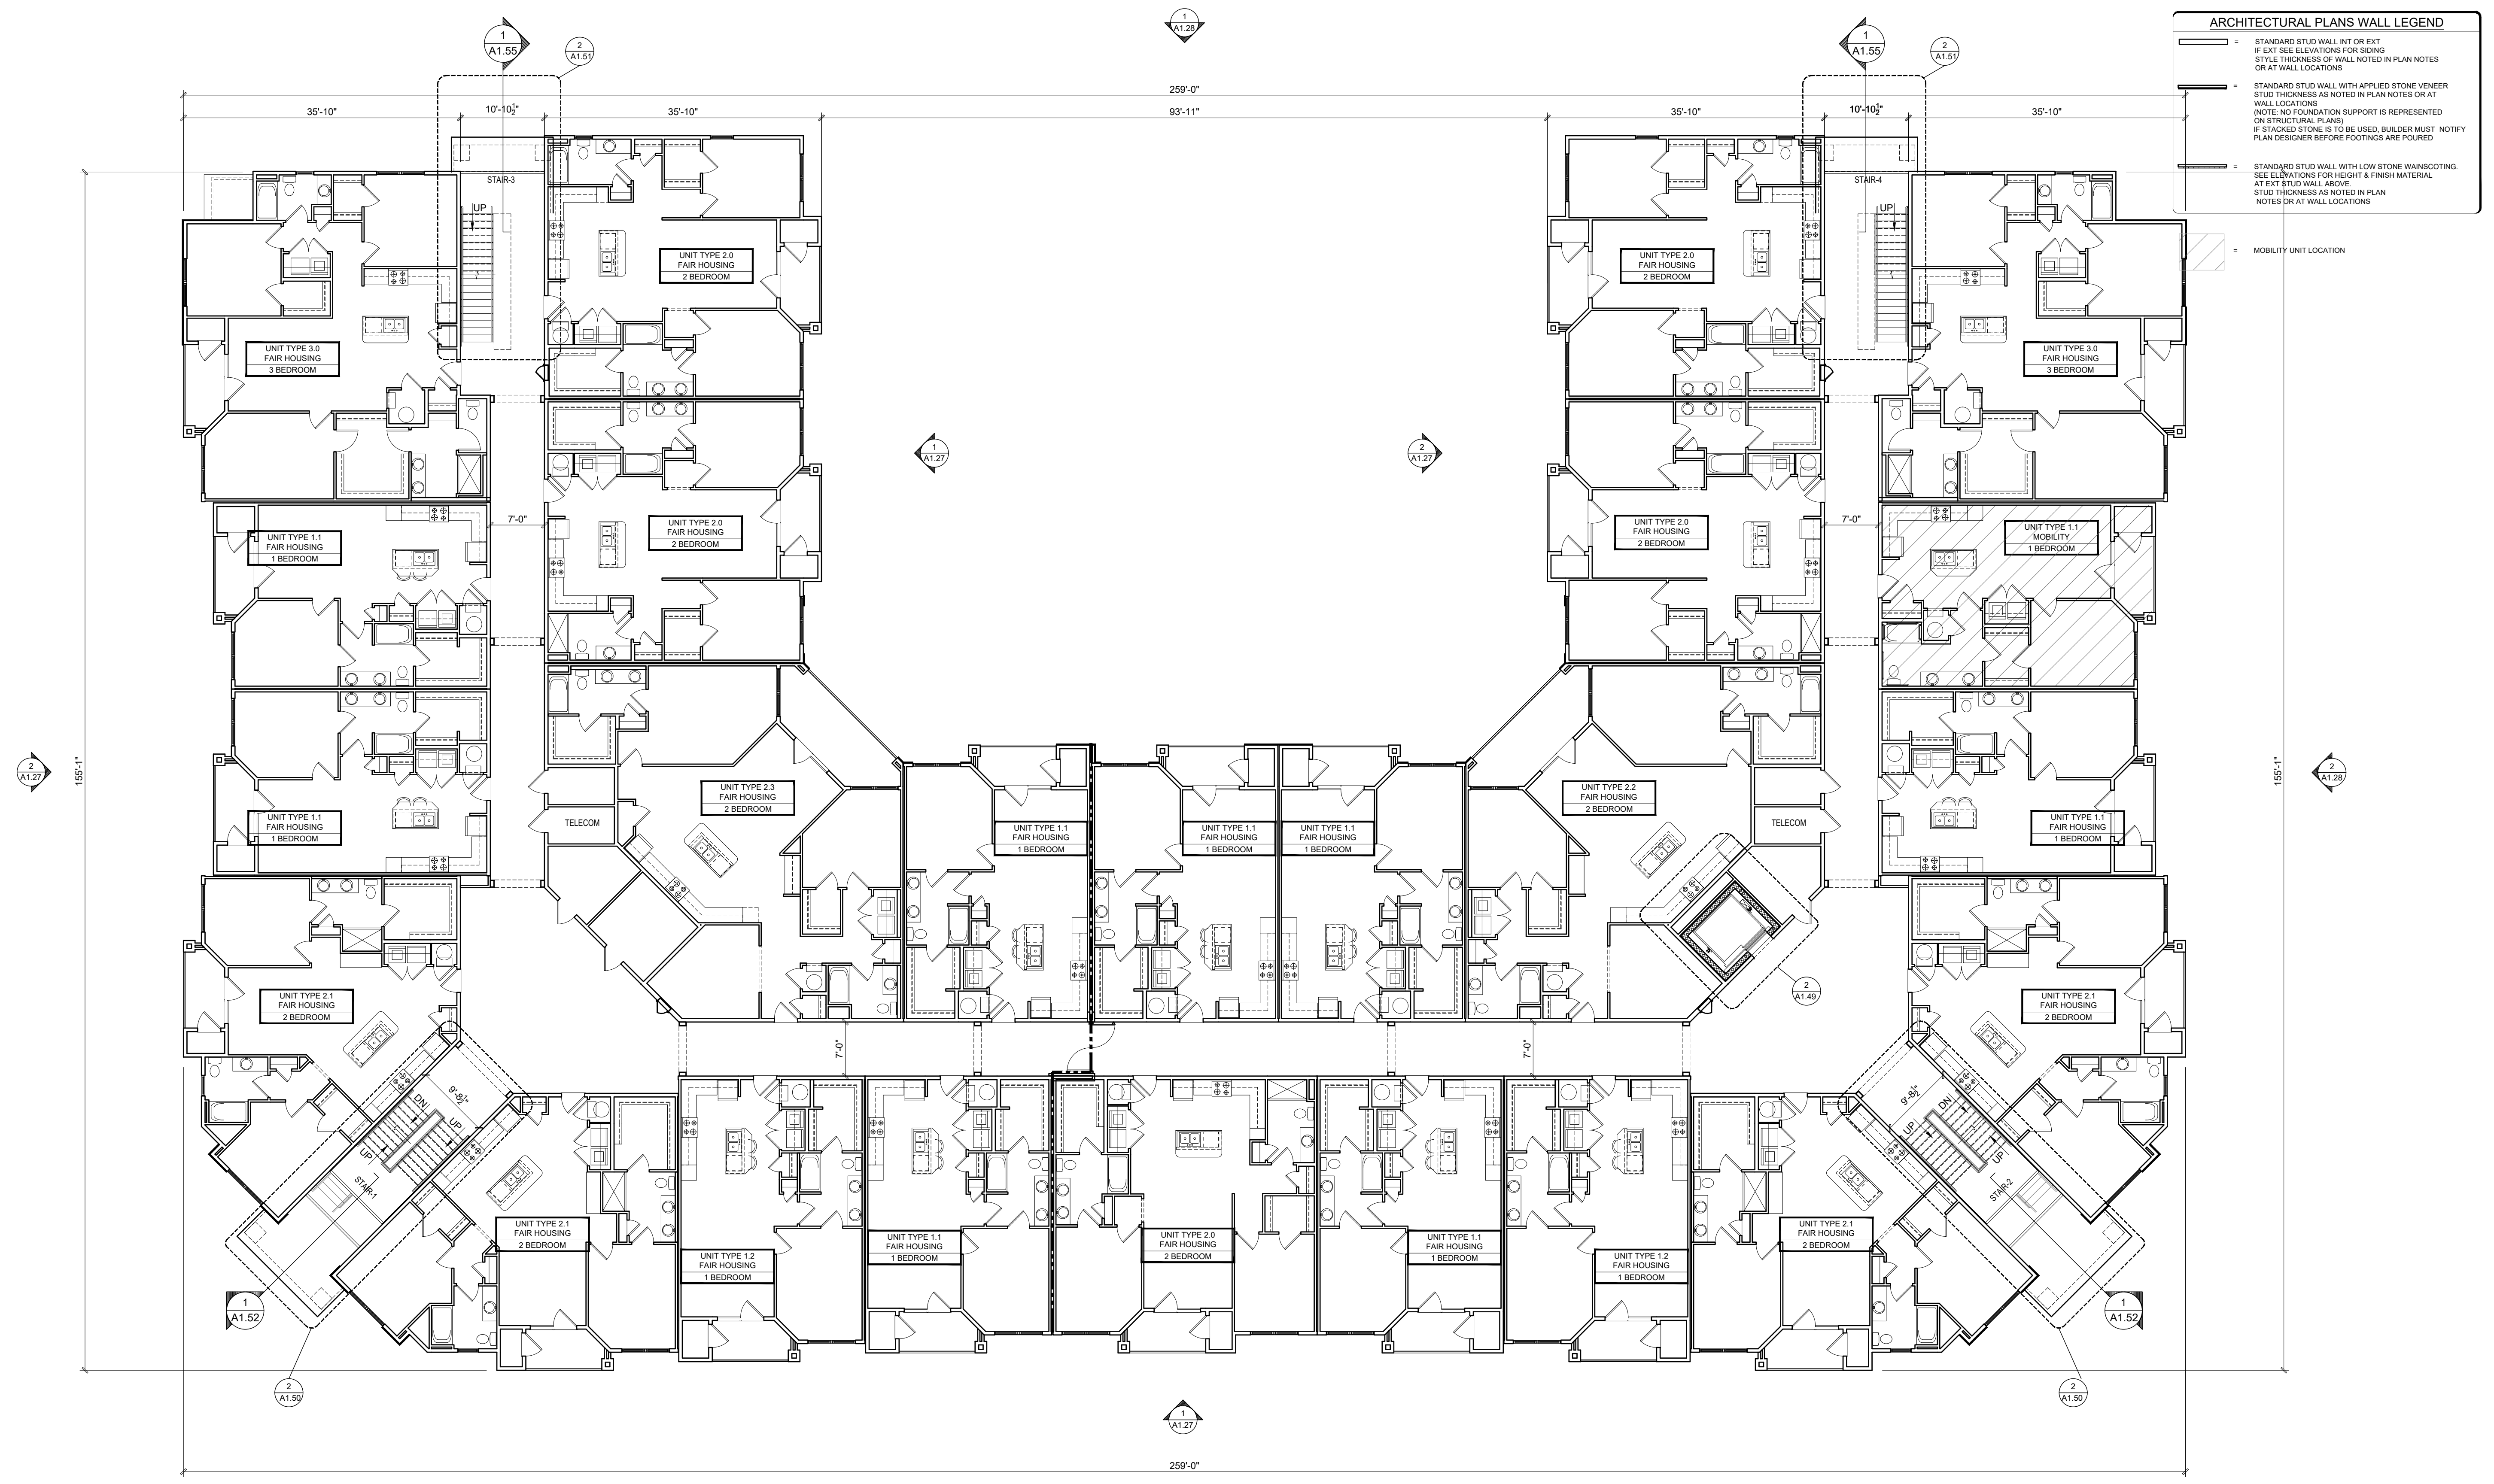 1
A1.28
ARCHITECTURAL PLANS WALL LEGEND
= STANDARD STUD WALL INT OR EXT
IF EXT SEE ELEVATIONS FOR SIDING
STYLE THICKNESS OF WALL NOTED IN PLAN NOTES
OR AT WALL LOCATIONS
= STANDARD STUD WALL WITH APPLIED STONE VENEER
STUD THICKNESS AS NOTED IN PLAN NOTES OR AT
WALL LOCATIONS
(NOTE: NO FOUNDATION SUPPORT IS REPRESENTED
ON STRUCTURAL PLANS)
IF STACKED STONE IS TO BE USED, BUILDER MUST NOTIFY
PLAN DESIGNER BEFORE FOOTINGS ARE POURED
= STANDARD STUD WALL WITH LOW STONE WAINSCOTING.
SEE ELEVATIONS FOR HEIGHT & FINISH MATERIAL
AT EXT STUD WALL ABOVE.
STUD THICKNESS AS NOTED IN PLAN
NOTES OR AT WALL LOCATIONS
= MOBILITY UNIT LOCATION
1
A1.55
2
A1.51
1
A1.55
2
A1.51
259'-0"
35'-10"
10'-10½"
35'-10"
93'-11"
35'-10"
10'-10½"
35'-10"
STAIR-3
UP
STAIR-4
UP
UNIT TYPE 2.0
FAIR HOUSING
2 BEDROOM
UNIT TYPE 2.0
FAIR HOUSING
2 BEDROOM
UNIT TYPE 3.0
FAIR HOUSING
3 BEDROOM
UNIT TYPE 3.0
FAIR HOUSING
3 BEDROOM
1
A1.27
2
A1.27
7'-0"
7'-0"
UNIT TYPE 1.1
FAIR HOUSING
1 BEDROOM
UNIT TYPE 2.0
FAIR HOUSING
2 BEDROOM
UNIT TYPE 2.0
FAIR HOUSING
2 BEDROOM
UNIT TYPE 1.1
MOBILITY
1 BEDROOM
2
A1.27
155'-1"
155'-1"
2
A1.28
UNIT TYPE 1.1
FAIR HOUSING
1 BEDROOM
TELECOM
UNIT TYPE 2.3
FAIR HOUSING
2 BEDROOM
UNIT TYPE 1.1
FAIR HOUSING
1 BEDROOM
UNIT TYPE 1.1
FAIR HOUSING
1 BEDROOM
UNIT TYPE 1.1
FAIR HOUSING
1 BEDROOM
UNIT TYPE 2.2
FAIR HOUSING
2 BEDROOM
TELECOM
UNIT TYPE 1.1
FAIR HOUSING
1 BEDROOM
2
A1.49
UNIT TYPE 2.1
FAIR HOUSING
2 BEDROOM
UNIT TYPE 2.1
FAIR HOUSING
2 BEDROOM
7'-0"
7'-0"
9'-8½"
DN
UP
UP
STAIR-1
9'-8½"
DN
UP
UP
STAIR-2
UNIT TYPE 2.1
FAIR HOUSING
2 BEDROOM
UNIT TYPE 1.2
FAIR HOUSING
1 BEDROOM
UNIT TYPE 1.1
FAIR HOUSING
1 BEDROOM
UNIT TYPE 2.0
FAIR HOUSING
2 BEDROOM
UNIT TYPE 1.1
FAIR HOUSING
1 BEDROOM
UNIT TYPE 1.2
FAIR HOUSING
1 BEDROOM
UNIT TYPE 2.1
FAIR HOUSING
2 BEDROOM
1
A1.52
1
A1.52
2
A1.50
2
A1.50
1
A1.27
259'-0"